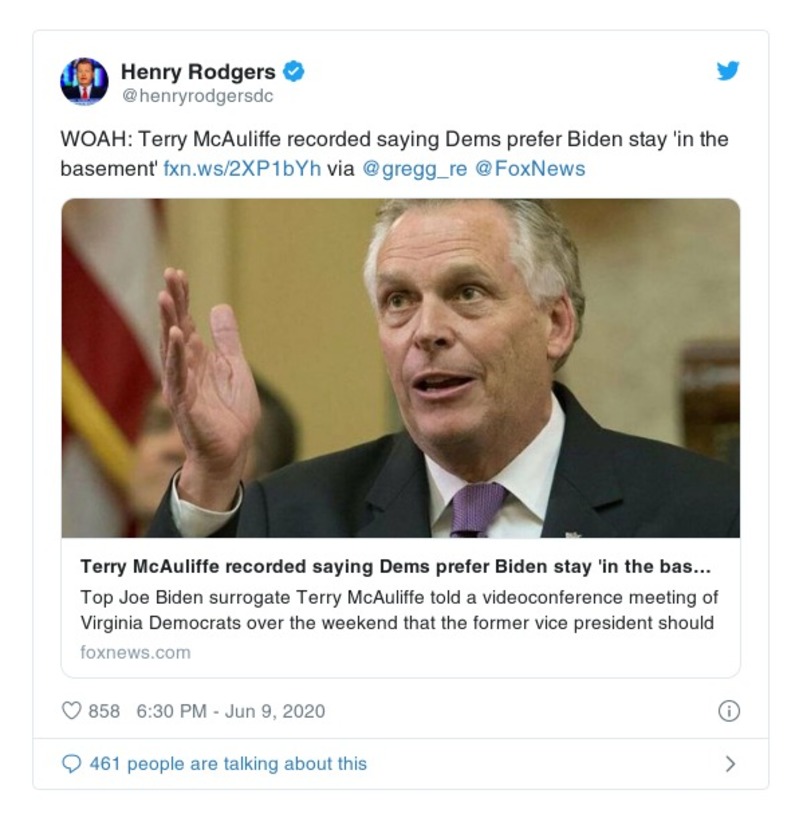 Henry Rodgers
@henryrodgersdc
WOAH: Terry McAuliffe recorded saying Dems prefer Biden stay 'in the
basement' fxn.ws/2XP1bYh via @gregg_re @FoxNews
Terry McAuliffe recorded saying Dems prefer Biden stay 'in the bas...
Top Joe Biden surrogate Terry McAuliffe told a videoconference meeting of
Virginia Democrats over the weekend that the former vice president should
foxnews.com
858 6:30 PM - Jun 9, 2020
461 people are talking about this